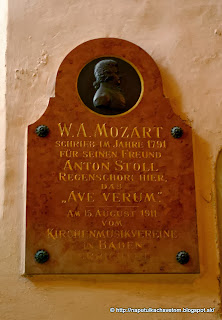 W. A. MOZART
SCHRIEB IM JAHRE 1791
FÜR SEINEN FREUND
ANTON STOLL
REGENSCHORI HIER,
DAS
„AVE VERUM“
AM 15. AUGUST 1911
VOM
KIRCHENMUSIKVEREINE
IN BADEN
© http://naputulkachsvetom.blogspot.sk/